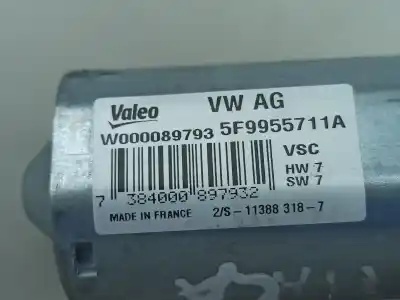 Valeo VW AG
W000089793 5F9955711A
VSC
HW 7
SW 7
7 384000 897932
MADE IN FRANCE 2/S-11388 318-7